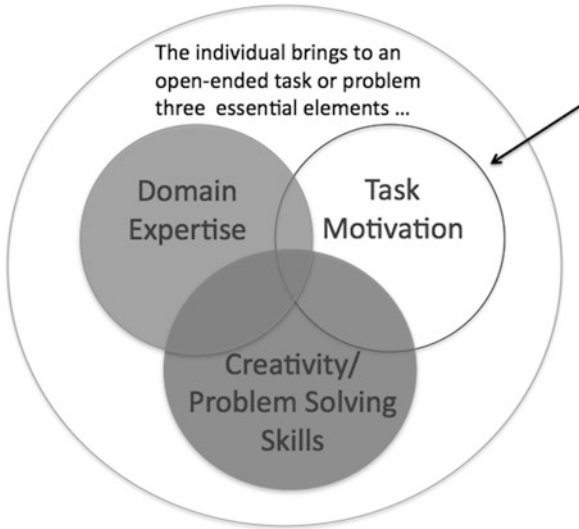 The individual brings to an
open-ended task or problem
three essential elements ...
Domain
Expertise
Task
Motivation
Creativity/
Problem Solving
Skills